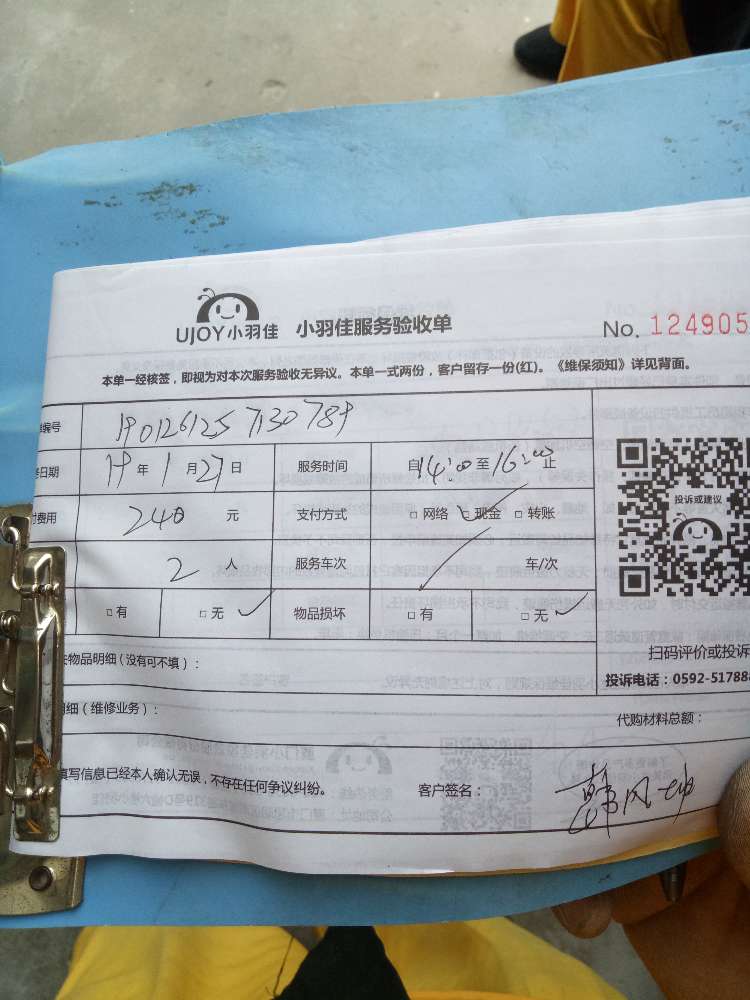 UJOY小羽佳 小羽佳服务验收单 No. 124905
本单一经核签，即视为对本次服务验收无异议。本单一式两份，客户留存一份(红)。《维保须知》详见背面。
编号 1901261257130789
日期 19年1月27日 服务时间 自14:00至16:00止
费用 240 元 支付方式 □网络 ✓现金 □转账
2 人 服务车次 车/次
□有 □无 ✓ 物品损坏 □有 □无 ✓
投诉或建议
扫码评价或投诉
物品明细(没有可不填)：
投诉电话：0592-51788
细(维修业务)：
代购材料总额：
填写信息已经本人确认无误，不存在任何争议纠纷。 客户签名：